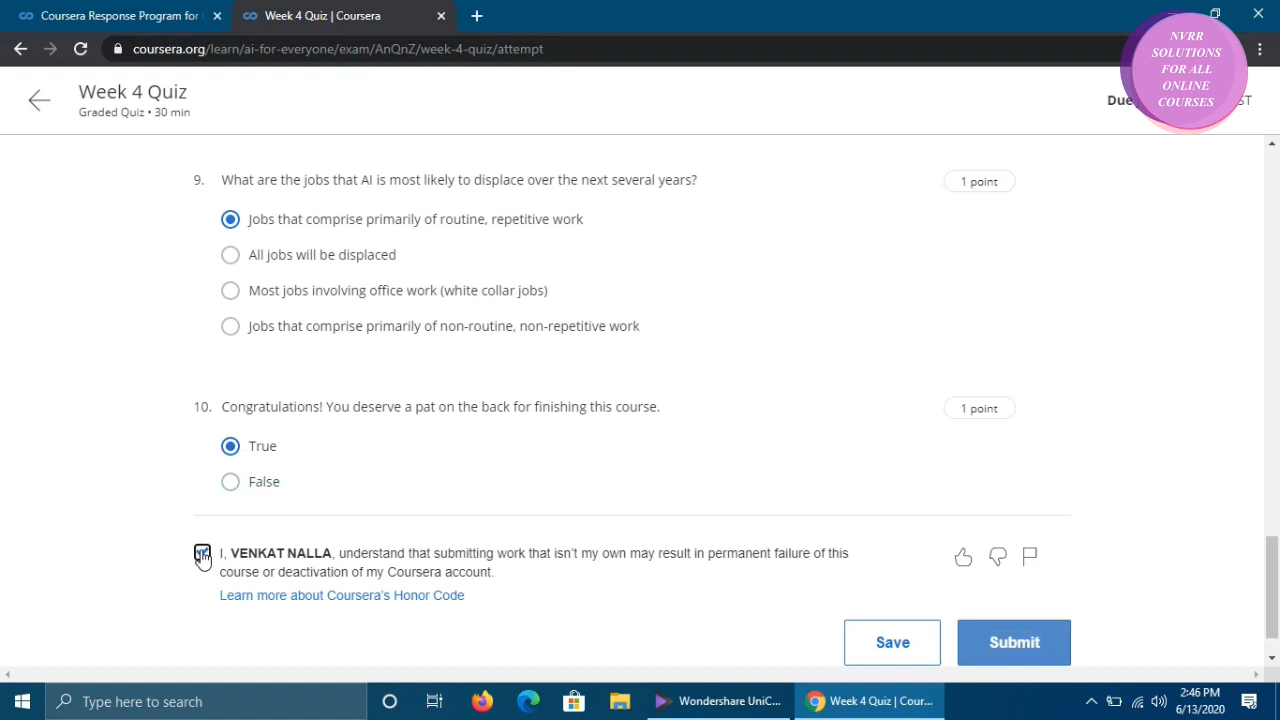 Coursera Response Program for
Week 4 Quiz | Coursera
coursera.org/learn/ai-for-everyone/exam/AnQnZ/week-4-quiz/attempt
NVRR
SOLUTIONS
FOR ALL
ONLINE
COURSES
Week 4 Quiz
Graded Quiz • 30 min
Due
ST
9. What are the jobs that AI is most likely to displace over the next several years?
1 point
Jobs that comprise primarily of routine, repetitive work
All jobs will be displaced
Most jobs involving office work (white collar jobs)
Jobs that comprise primarily of non-routine, non-repetitive work
10. Congratulations! You deserve a pat on the back for finishing this course.
1 point
True
False
I, VENKAT NALLA, understand that submitting work that isn't my own may result in permanent failure of this
course or deactivation of my Coursera account.
Learn more about Coursera's Honor Code
Save
Submit
Type here to search
Wondershare UniC...
Week 4 Quiz | Cour...
2:46 PM
6/13/2020